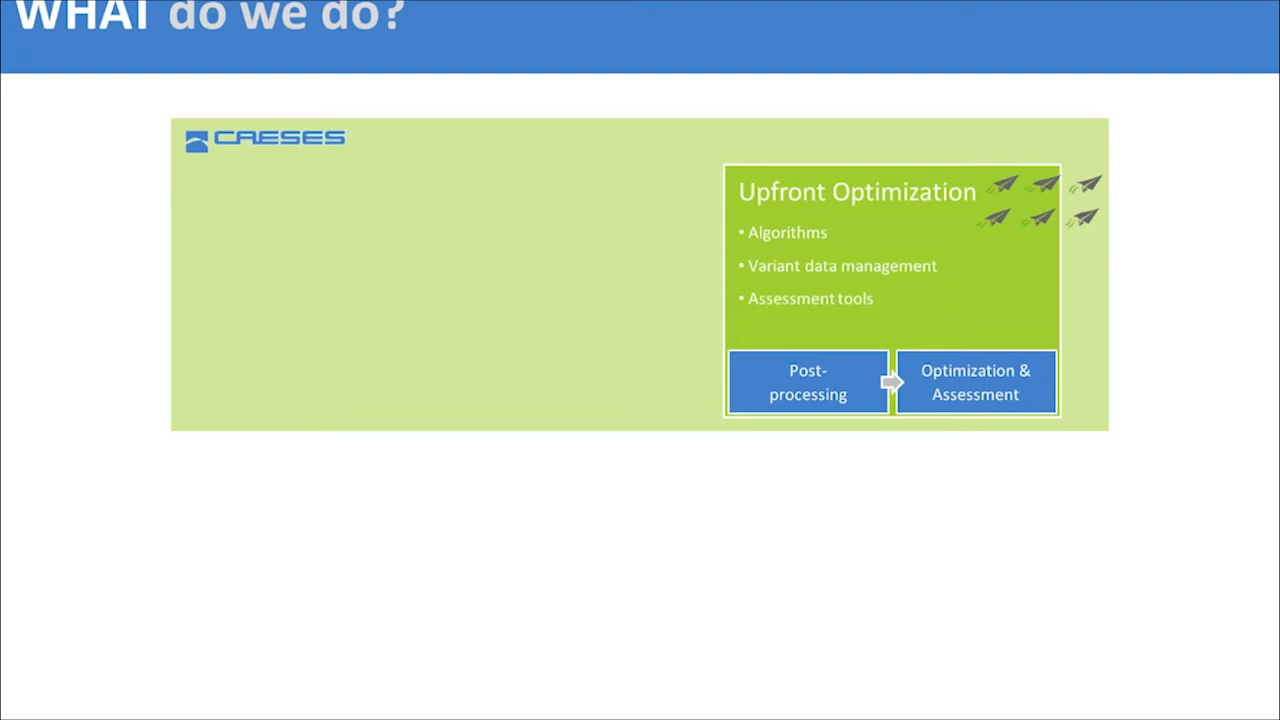 WHAT do we do?
CAESES
Upfront Optimization
• Algorithms
• Variant data management
• Assessment tools
Post-
processing
Optimization &
Assessment